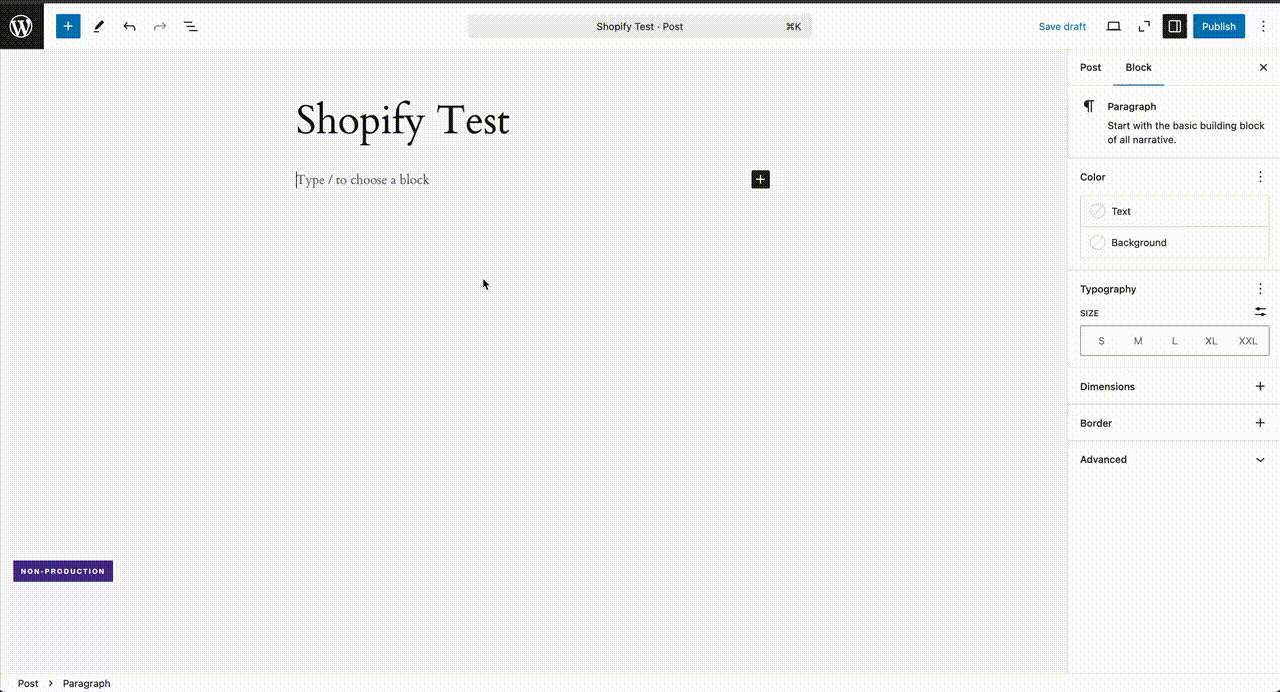 Shopify Test · Post
⌘K
Save draft
Publish
Shopify Test
Type / to choose a block
NON-PRODUCTION
Post
Block
Paragraph
Start with the basic building block
of all narrative.
Color
Text
Background
Typography
SIZE
S M L XL XXL
Dimensions
Border
Advanced
Post > Paragraph